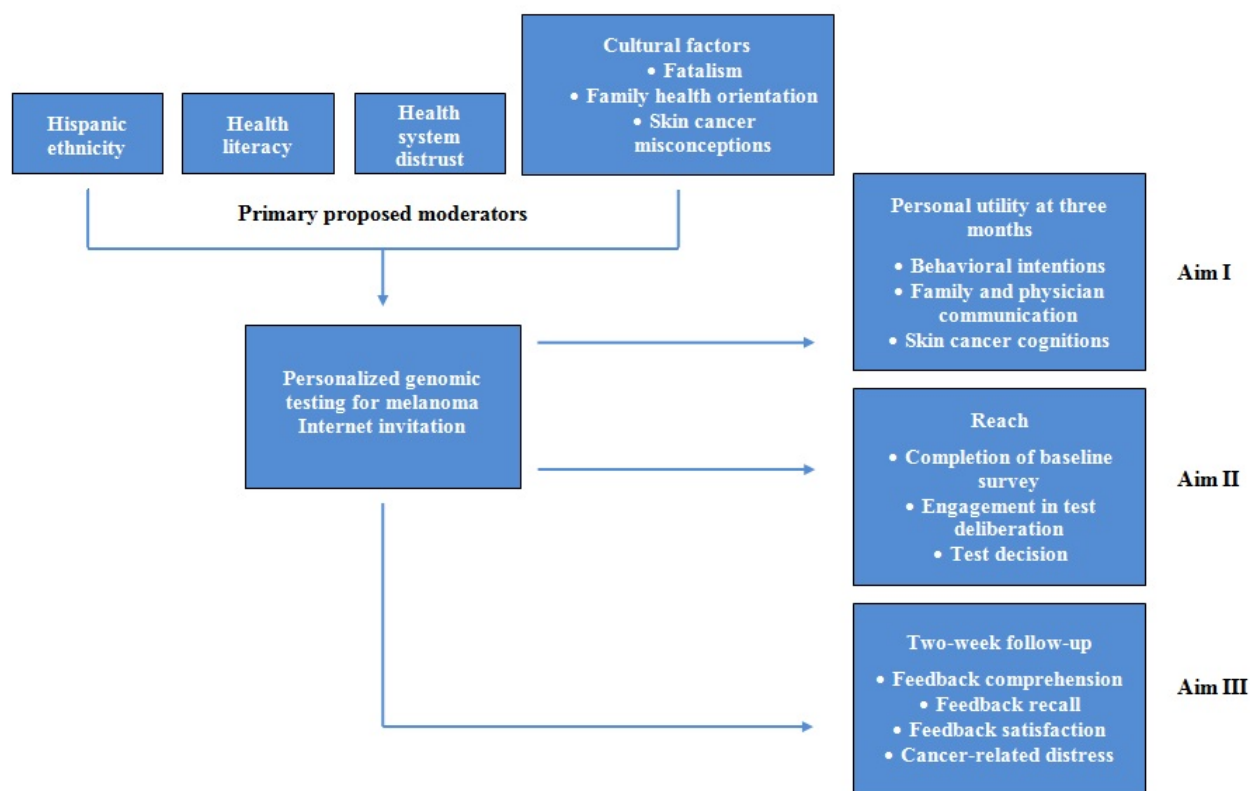 Hispanic
ethnicity
Health
literacy
Health
system
distrust
Cultural factors
• Fatalism
• Family health orientation
• Skin cancer
misconceptions
Primary proposed moderators
Personalized genomic
testing for melanoma
Internet invitation
Personal utility at three
months
• Behavioral intentions
• Family and physician
communication
• Skin cancer cognitions
Aim I
Reach
• Completion of baseline
survey
• Engagement in test
deliberation
• Test decision
Aim II
Two-week follow-up
• Feedback comprehension
• Feedback recall
• Feedback satisfaction
• Cancer-related distress
Aim III